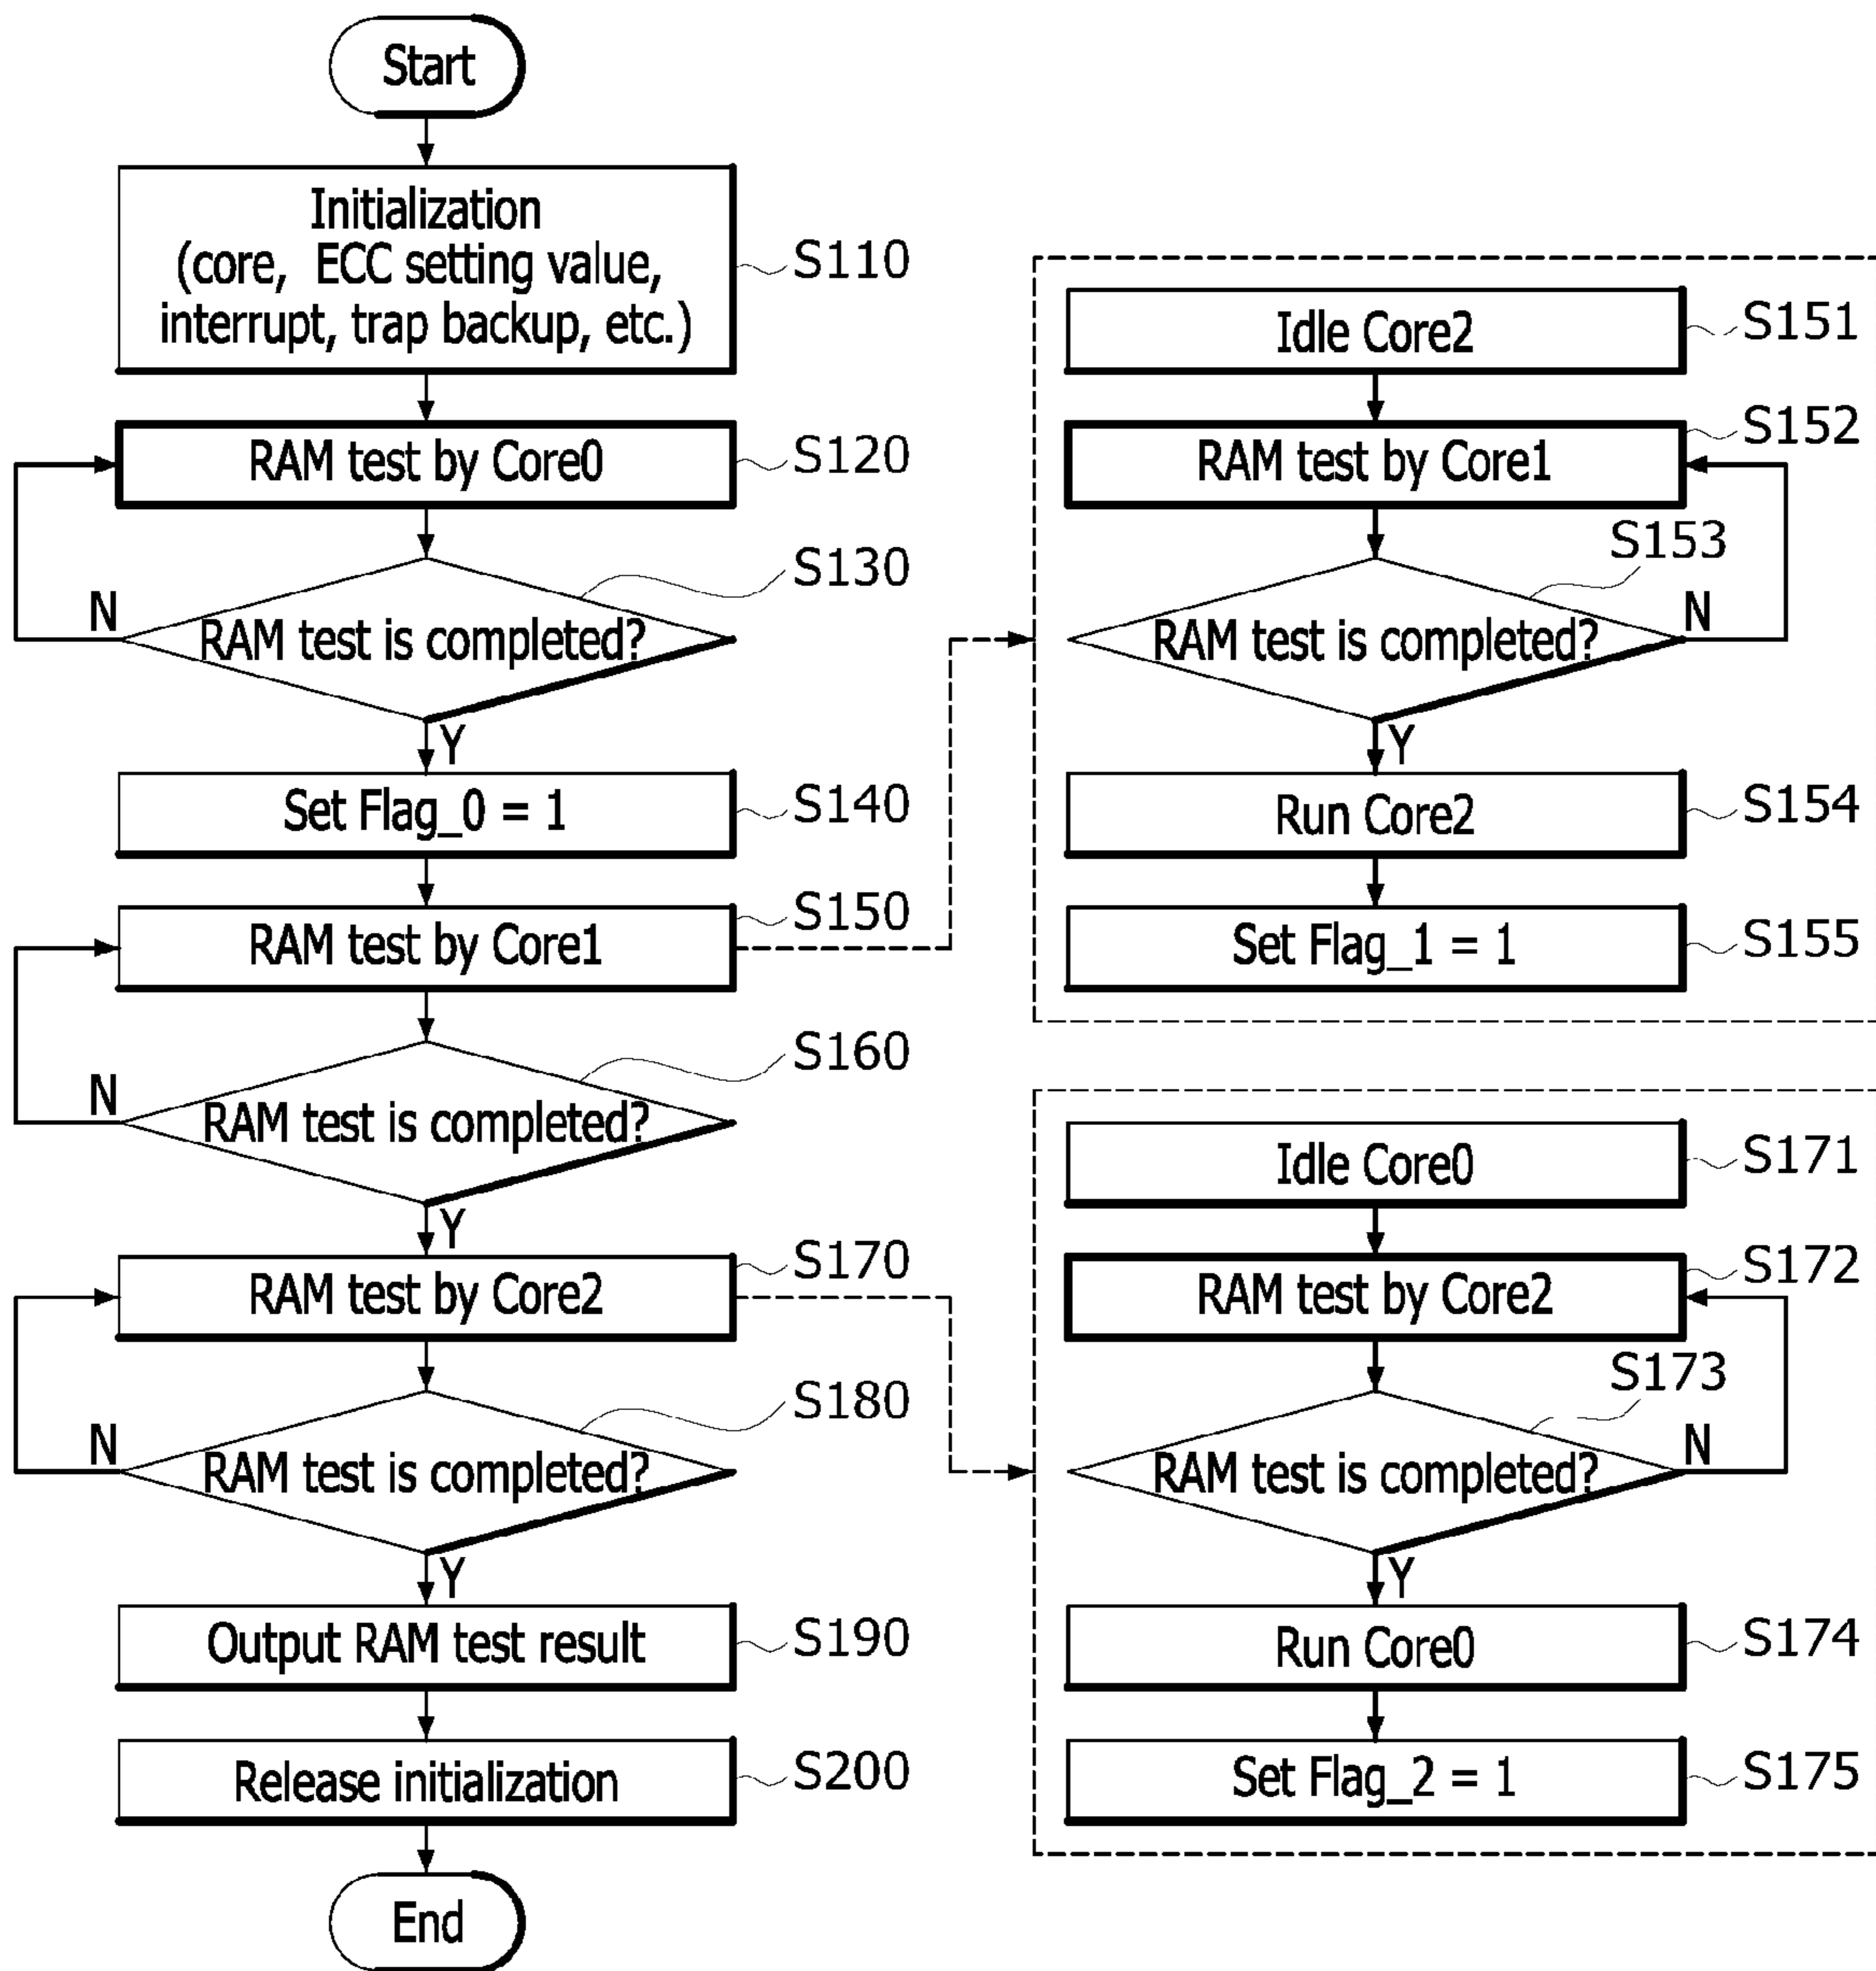 Start
Initialization
(core, ECC setting value,
interrupt, trap backup, etc.)
S110
RAM test by Core0
S120
RAM test is completed?
S130
N
Y
Set Flag_0 = 1
S140
RAM test by Core1
S150
RAM test is completed?
S160
N
Y
RAM test by Core2
S170
RAM test is completed?
S180
N
Y
Output RAM test result
S190
Release initialization
S200
End
Idle Core2
S151
RAM test by Core1
S152
RAM test is completed?
S153
N
Y
Run Core2
S154
Set Flag_1 = 1
S155
Idle Core0
S171
RAM test by Core2
S172
RAM test is completed?
S173
N
Y
Run Core0
S174
Set Flag_2 = 1
S175